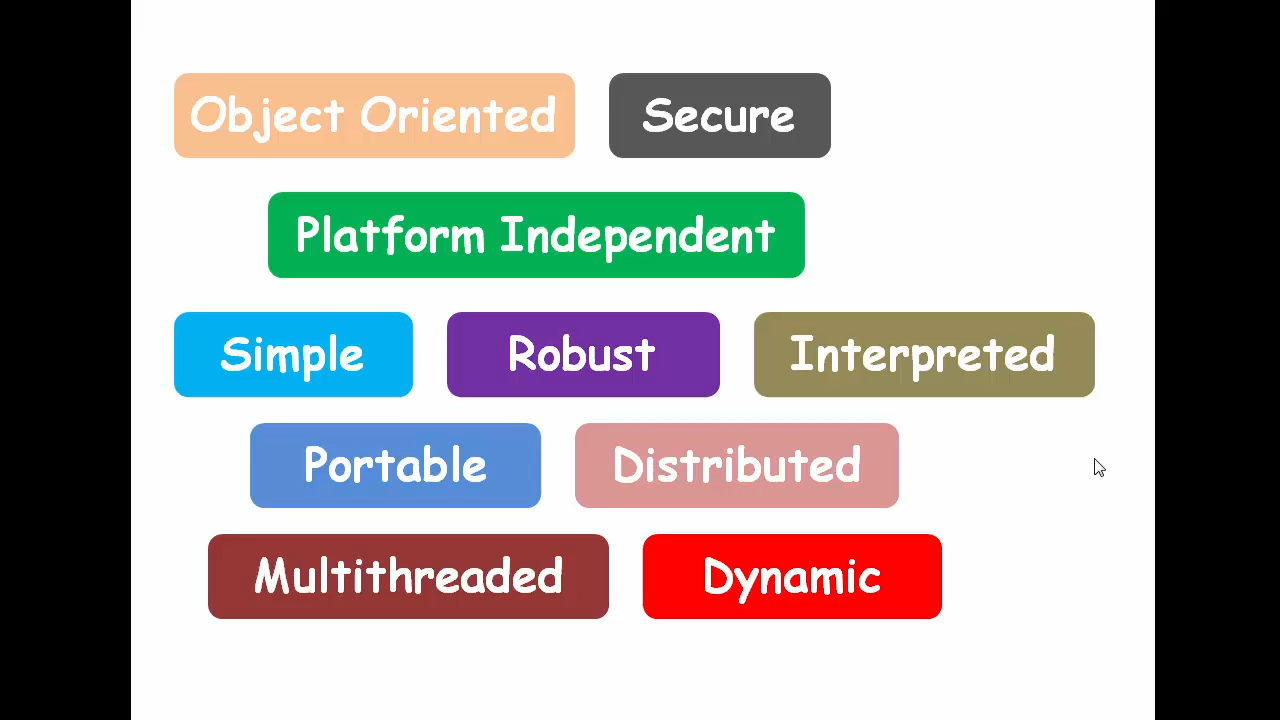 Object Oriented Secure
Platform Independent
Simple Robust Interpreted
Portable Distributed
Multithreaded Dynamic